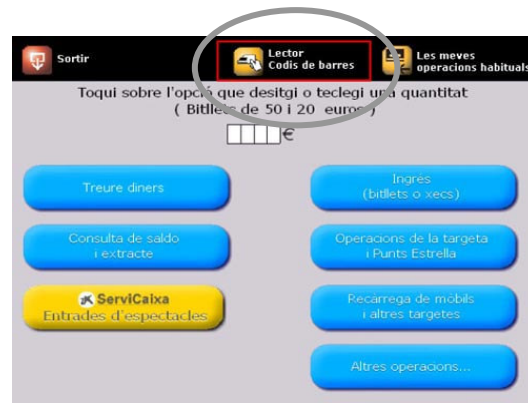 Sortir
Lector
Codis de barres
Les meves
operacions habituals
Toqui sobre l'opció que desitgi o teclegi una quantitat
( Bitllets de 50 i 20 euros )
€
Treure diners
Ingrés
(bitllets o xecs)
Consulta de saldo
i extracte
Operacions de la targeta
i Punts Estrella
ServiCaixa
Entrades d'espectacles
Recàrrega de mòbils
i altres targetes
Altres operacions...